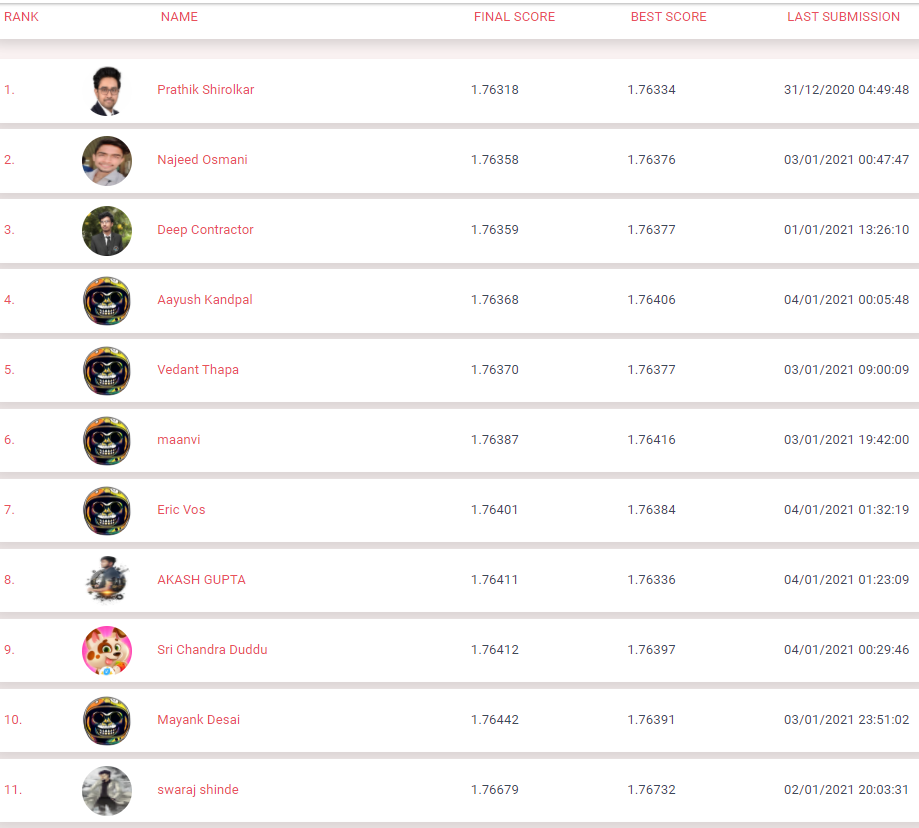 RANK NAME FINAL SCORE BEST SCORE LAST SUBMISSION
1. Prathik Shirolkar 1.76318 1.76334 31/12/2020 04:49:48
2. Najeed Osmani 1.76358 1.76376 03/01/2021 00:47:47
3. Deep Contractor 1.76359 1.76377 01/01/2021 13:26:10
4. Aayush Kandpal 1.76368 1.76406 04/01/2021 00:05:48
5. Vedant Thapa 1.76370 1.76377 03/01/2021 09:00:09
6. maanvi 1.76387 1.76416 03/01/2021 19:42:00
7. Eric Vos 1.76401 1.76384 04/01/2021 01:32:19
8. AKASH GUPTA 1.76411 1.76336 04/01/2021 01:23:09
9. Sri Chandra Duddu 1.76412 1.76397 04/01/2021 00:29:46
10. Mayank Desai 1.76442 1.76391 03/01/2021 23:51:02
11. swaraj shinde 1.76679 1.76732 02/01/2021 20:03:31